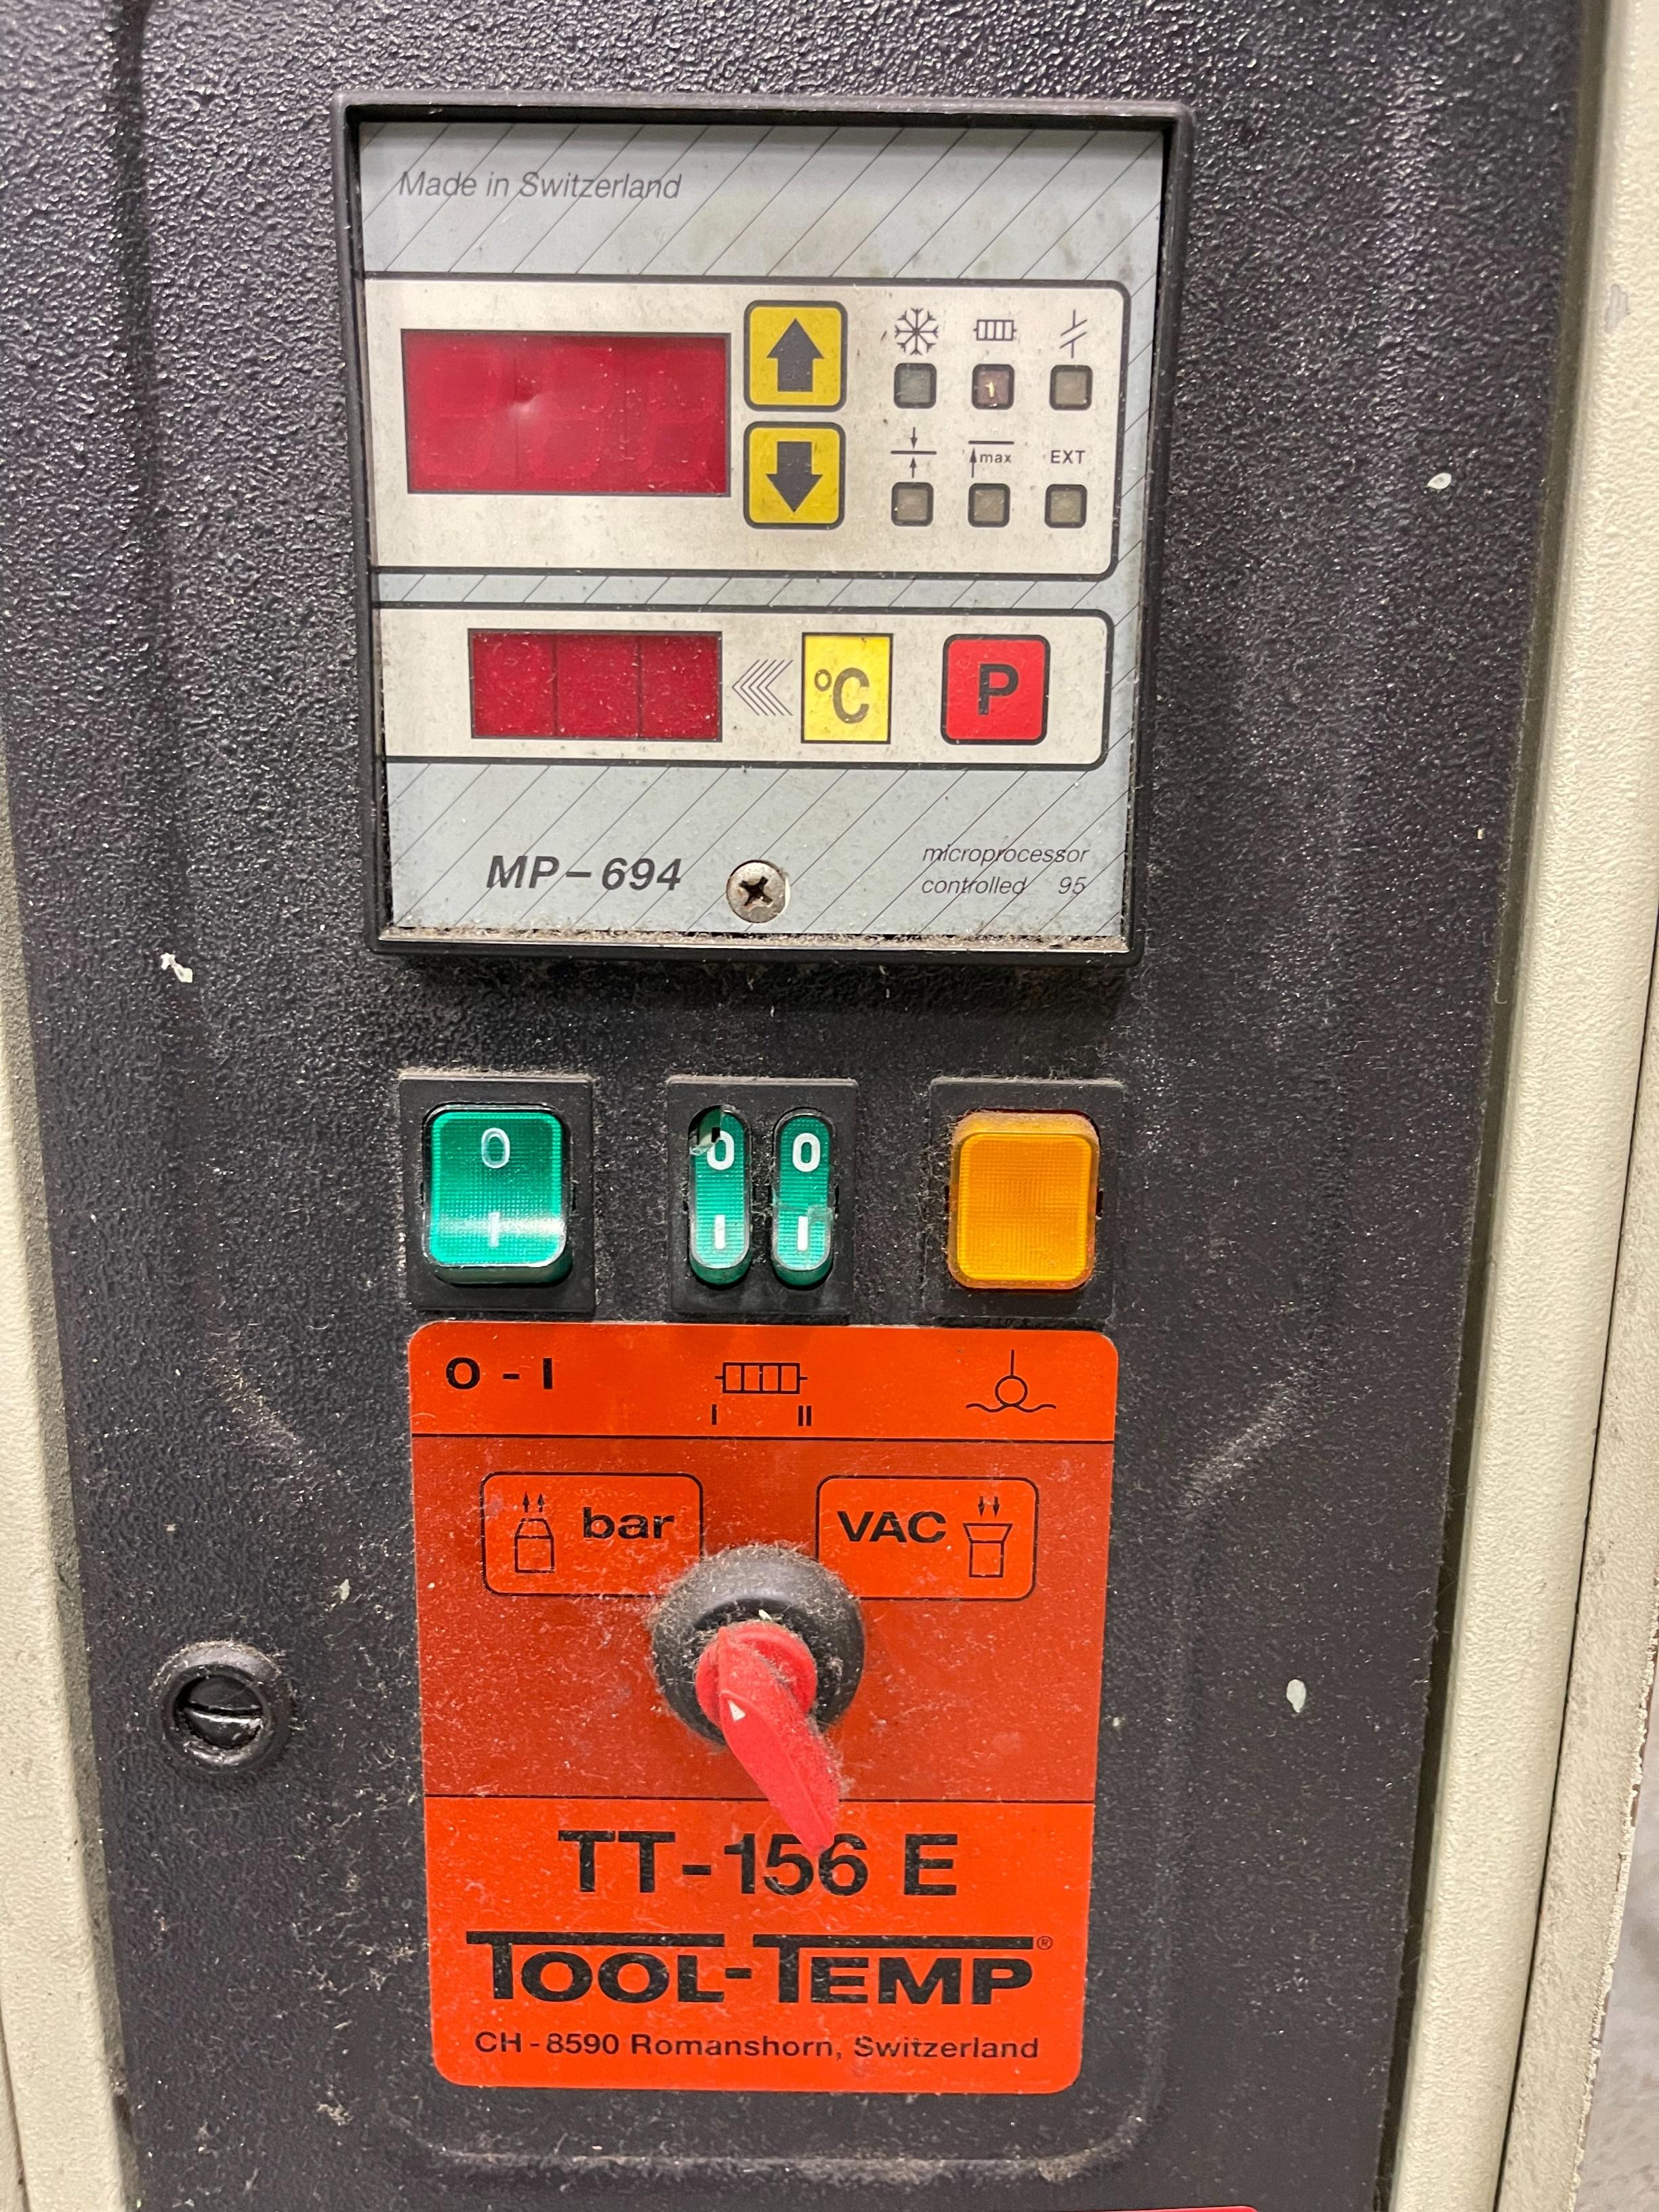 Made in Switzerland
max EXT
°C P
MP-694
microprocessor
controlled 95
0 0 0
I I I
0 - I
I II
bar VAC
TT-156 E
TOOL-TEMP®
CH-8590 Romanshorn, Switzerland